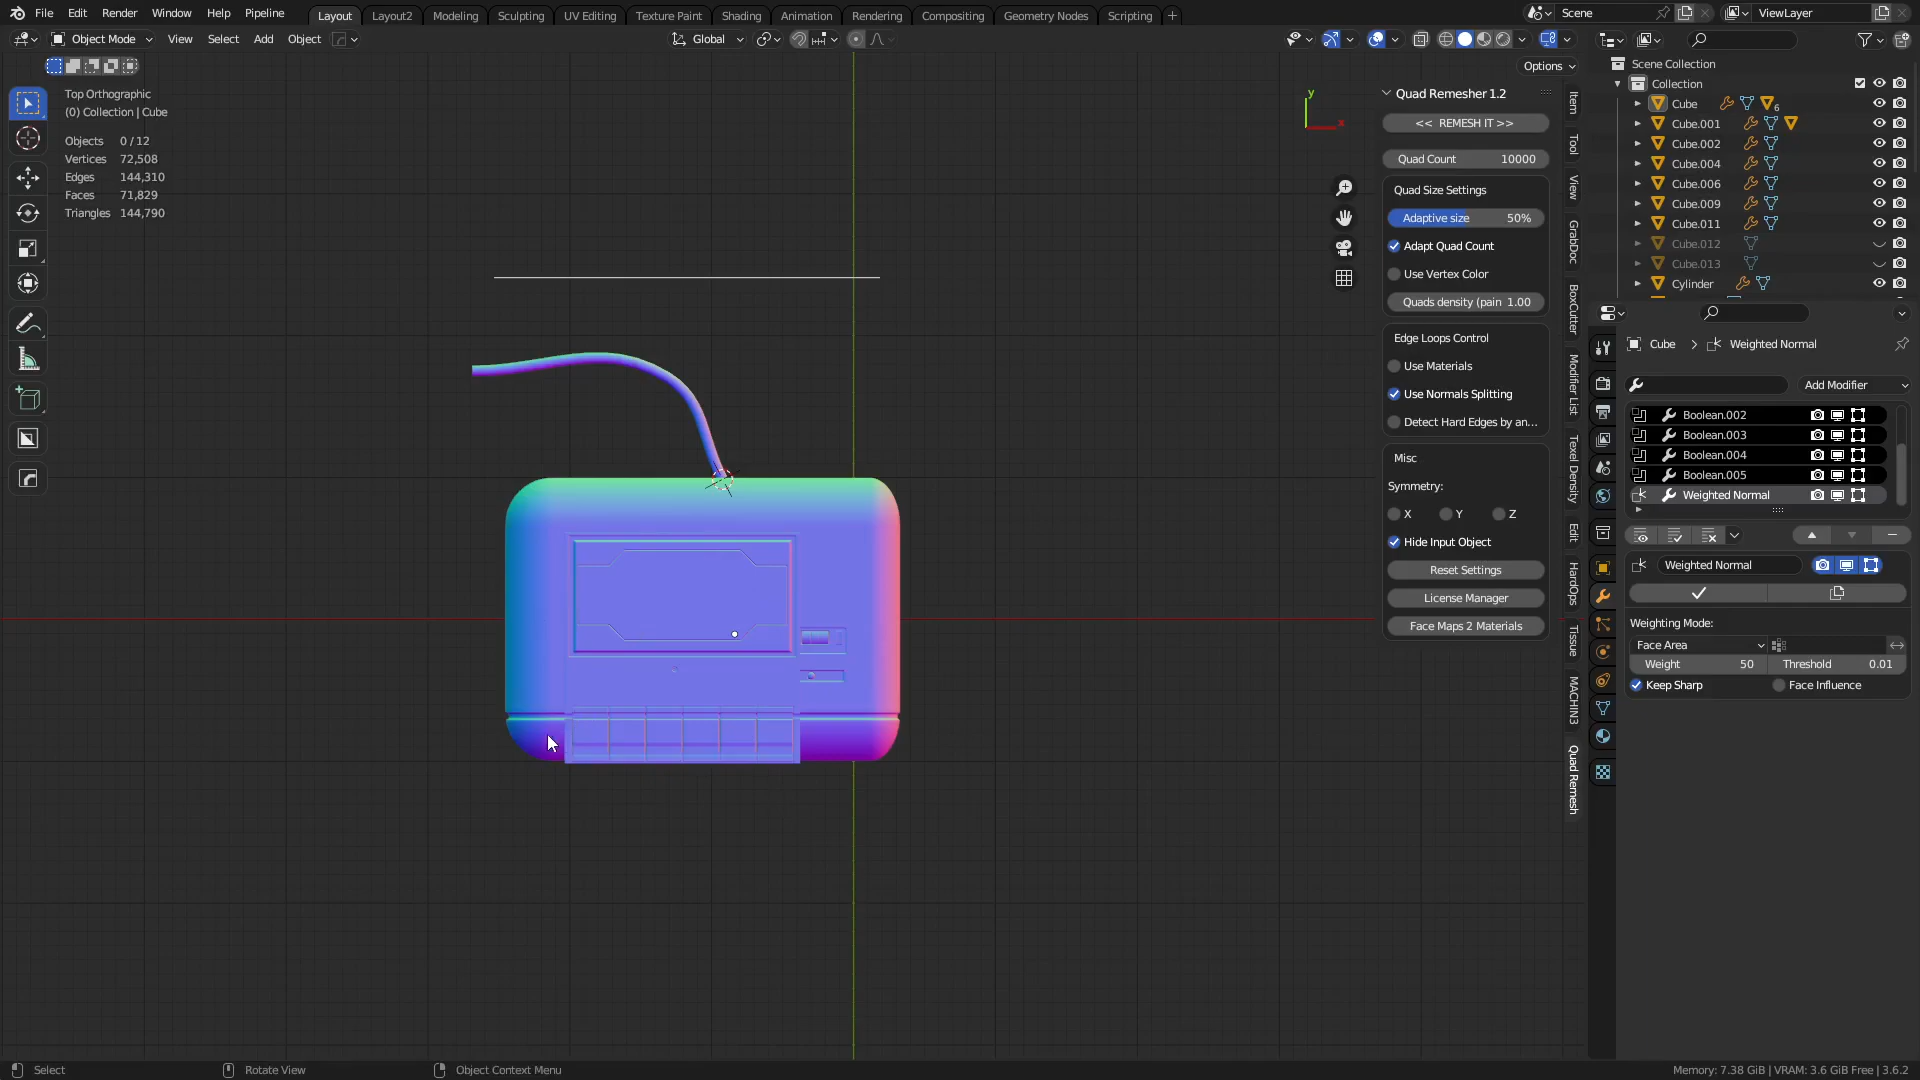 File Edit Render Window Help Pipeline Layout Layout2 Modeling Sculpting UV Editing Texture Paint Shading Animation Rendering Compositing Geometry Nodes Scripting + Scene ViewLayer
Object Mode View Select Add Object Global
Options
Top Orthographic
(0) Collection | Cube
Objects 0 / 12
Vertices 72,508
Edges 144,310
Faces 71,829
Triangles 144,790
y
x
Quad Remesher 1.2
<< REMESH IT >>
Quad Count 10000
Quad Size Settings
Adaptive size 50%
Adapt Quad Count
Use Vertex Color
Quads density (pain 1.00
Edge Loops Control
Use Materials
Use Normals Splitting
Detect Hard Edges by an...
Misc
Symmetry:
X Y Z
Hide Input Object
Reset Settings
License Manager
Face Maps 2 Materials
Item
Tool
View
GrabDoc
BoxCutter
Modifier List
Texel Density
Edit
HardOps
Tissue
MACHIN3
Quad Remesh
Scene Collection
Collection
Cube 6
Cube.001
Cube.002
Cube.004
Cube.006
Cube.009
Cube.011
Cube.012
Cube.013
Cylinder
Cube > Weighted Normal
Add Modifier
Boolean.002
Boolean.003
Boolean.004
Boolean.005
Weighted Normal
Weighted Normal
Weighting Mode:
Face Area
Weight 50 Threshold 0.01
Keep Sharp Face Influence
Select Rotate View Object Context Menu Memory: 7.38 GiB | VRAM: 3.6 GiB Free | 3.6.2